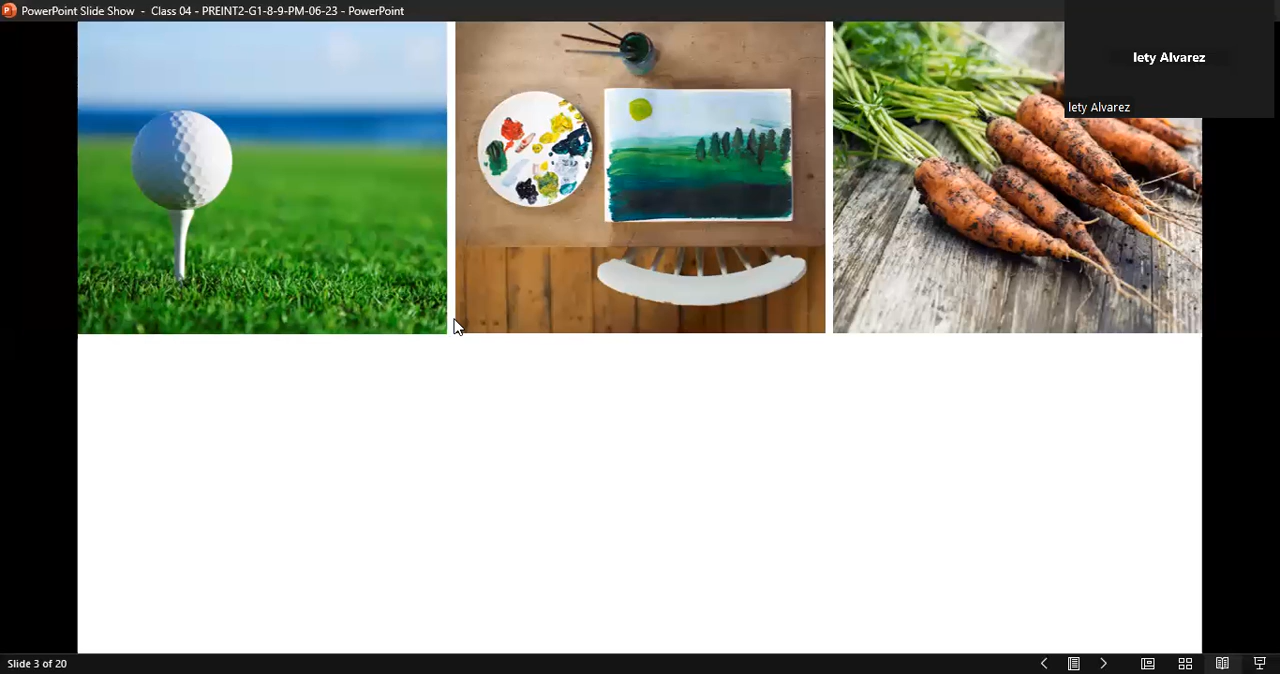 PowerPoint Slide Show - Class 04 - PREINT2-G1-8-9-PM-06-23 - PowerPoint
lety Alvarez
lety Alvarez
Slide 3 of 20